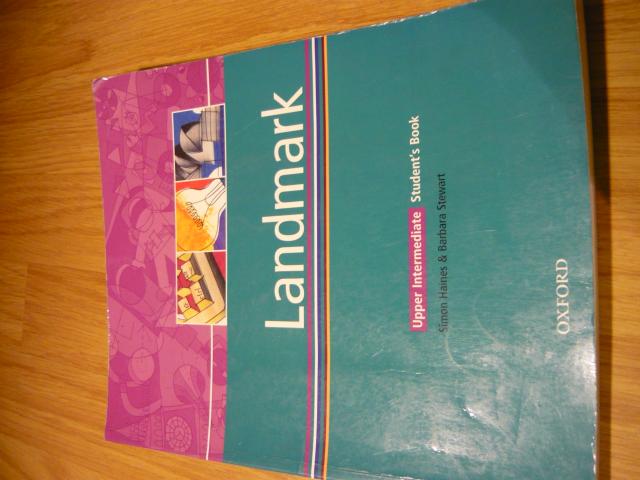 Landmark
Upper Intermediate Student's Book
Simon Haines & Barbara Stewart
OXFORD